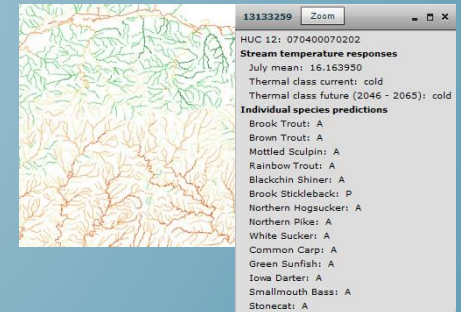 13133259 Zoom
HUC 12: 070400070202
Stream temperature responses
July mean: 16.163950
Thermal class current: cold
Thermal class future (2046 - 2065): cold
Individual species predictions
Brook Trout: A
Brown Trout: A
Mottled Sculpin: A
Rainbow Trout: A
Blackchin Shiner: A
Brook Stickleback: P
Northern Hogsucker: A
Northern Pike: A
White Sucker: A
Common Carp: A
Green Sunfish: A
Iowa Darter: A
Smallmouth Bass: A
Stonecat: A